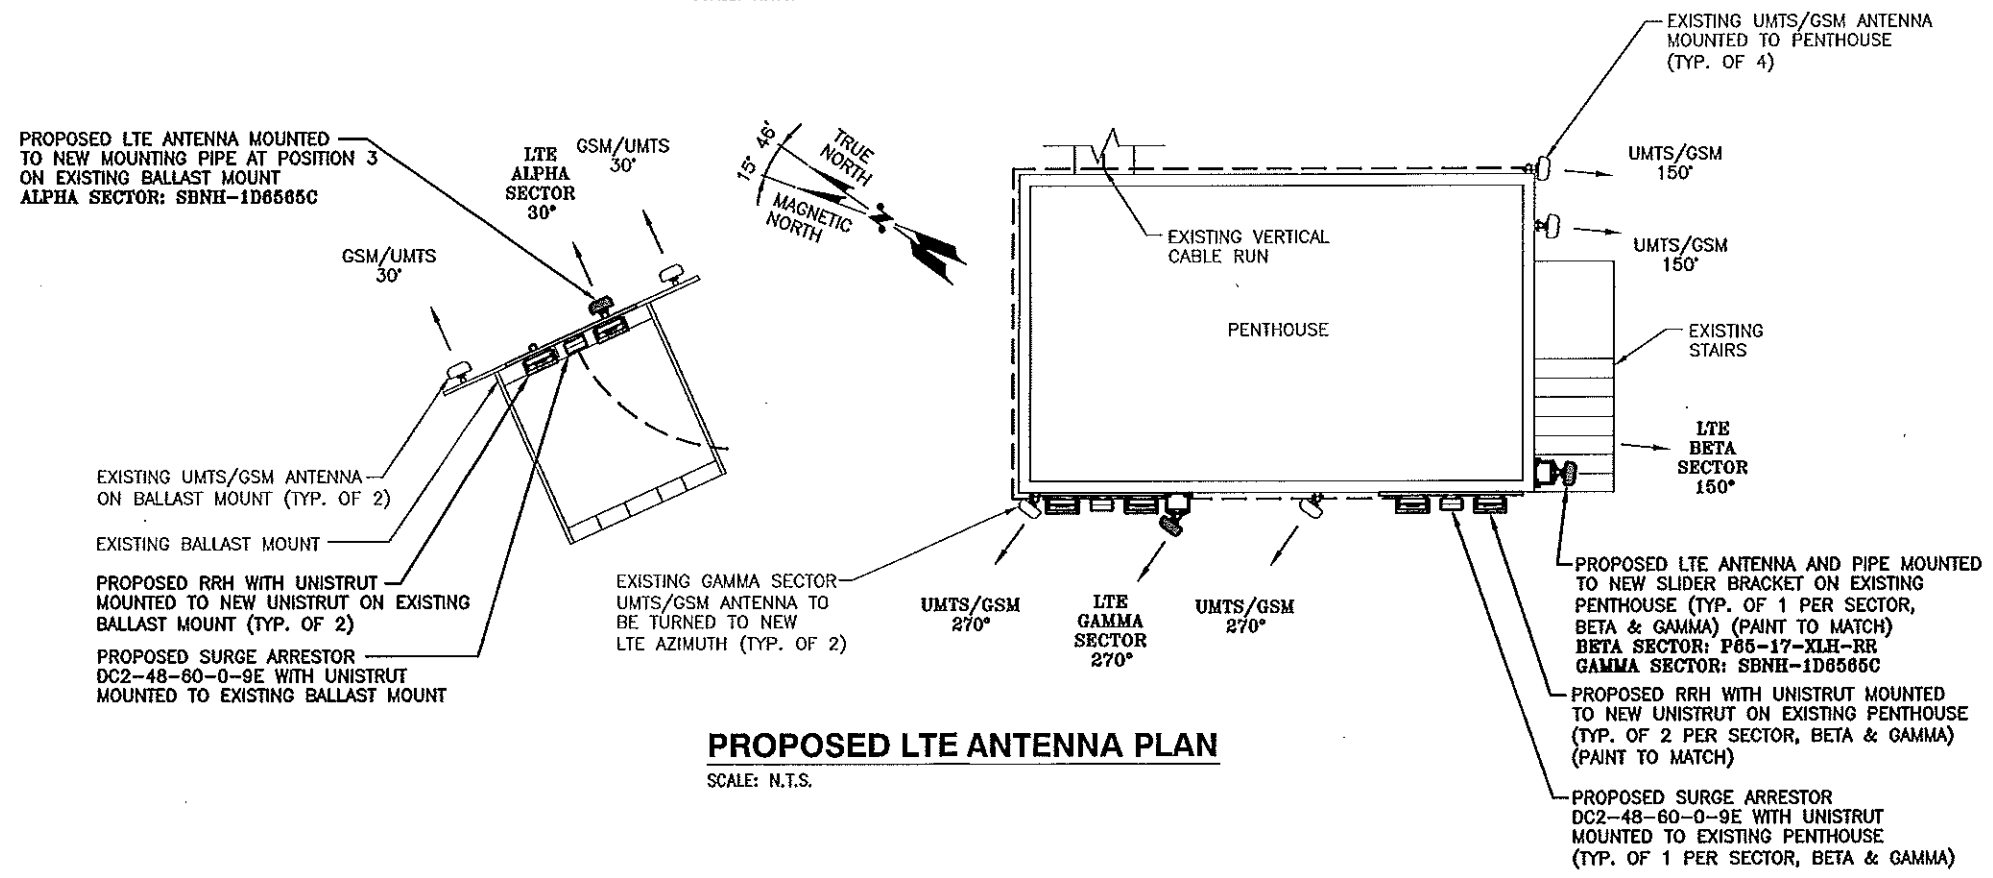 EXISTING UMTS/GSM ANTENNA
MOUNTED TO PENTHOUSE
(TYP. OF 4)
PROPOSED LTE ANTENNA MOUNTED
TO NEW MOUNTING PIPE AT POSITION 3
ON EXISTING BALLAST MOUNT
ALPHA SECTOR: SBNH-1D6565C
LTE
ALPHA
SECTOR
30°
GSM/UMTS
30°
GSM/UMTS
30°
15° 46'
TRUE
NORTH
MAGNETIC
NORTH
N
UMTS/GSM
150°
UMTS/GSM
150°
EXISTING VERTICAL
CABLE RUN
PENTHOUSE
EXISTING
STAIRS
LTE
BETA
SECTOR
150°
EXISTING UMTS/GSM ANTENNA
ON BALLAST MOUNT (TYP. OF 2)
EXISTING BALLAST MOUNT
PROPOSED RRH WITH UNISTRUT
MOUNTED TO NEW UNISTRUT ON EXISTING
BALLAST MOUNT (TYP. OF 2)
PROPOSED SURGE ARRESTOR
DC2-48-60-0-9E WITH UNISTRUT
MOUNTED TO EXISTING BALLAST MOUNT
EXISTING GAMMA SECTOR
UMTS/GSM ANTENNA TO
BE TURNED TO NEW
LTE AZIMUTH (TYP. OF 2)
UMTS/GSM
270°
LTE
GAMMA
SECTOR
270°
UMTS/GSM
270°
PROPOSED LTE ANTENNA AND PIPE MOUNTED
TO NEW SLIDER BRACKET ON EXISTING
PENTHOUSE (TYP. OF 1 PER SECTOR,
BETA & GAMMA) (PAINT TO MATCH)
BETA SECTOR: P65-17-XLH-RR
GAMMA SECTOR: SBNH-1D6565C
PROPOSED RRH WITH UNISTRUT MOUNTED
TO NEW UNISTRUT ON EXISTING PENTHOUSE
(TYP. OF 2 PER SECTOR, BETA & GAMMA)
(PAINT TO MATCH)
PROPOSED SURGE ARRESTOR
DC2-48-60-0-9E WITH UNISTRUT
MOUNTED TO EXISTING PENTHOUSE
(TYP. OF 1 PER SECTOR, BETA & GAMMA)
PROPOSED LTE ANTENNA PLAN
SCALE: N.T.S.